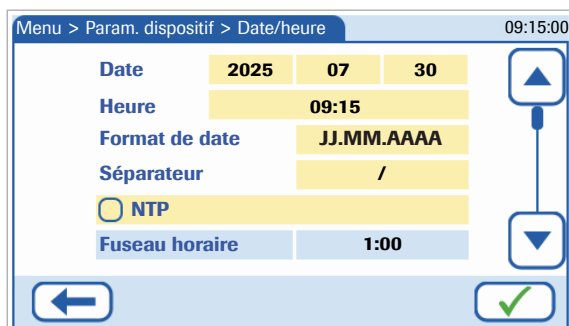 Menu > Param. dispositif > Date/heure 09:15:00
Date 2025 07 30
Heure 09:15
Format de date JJ.MM.AAAA
Séparateur /
NTP
Fuseau horaire 1:00